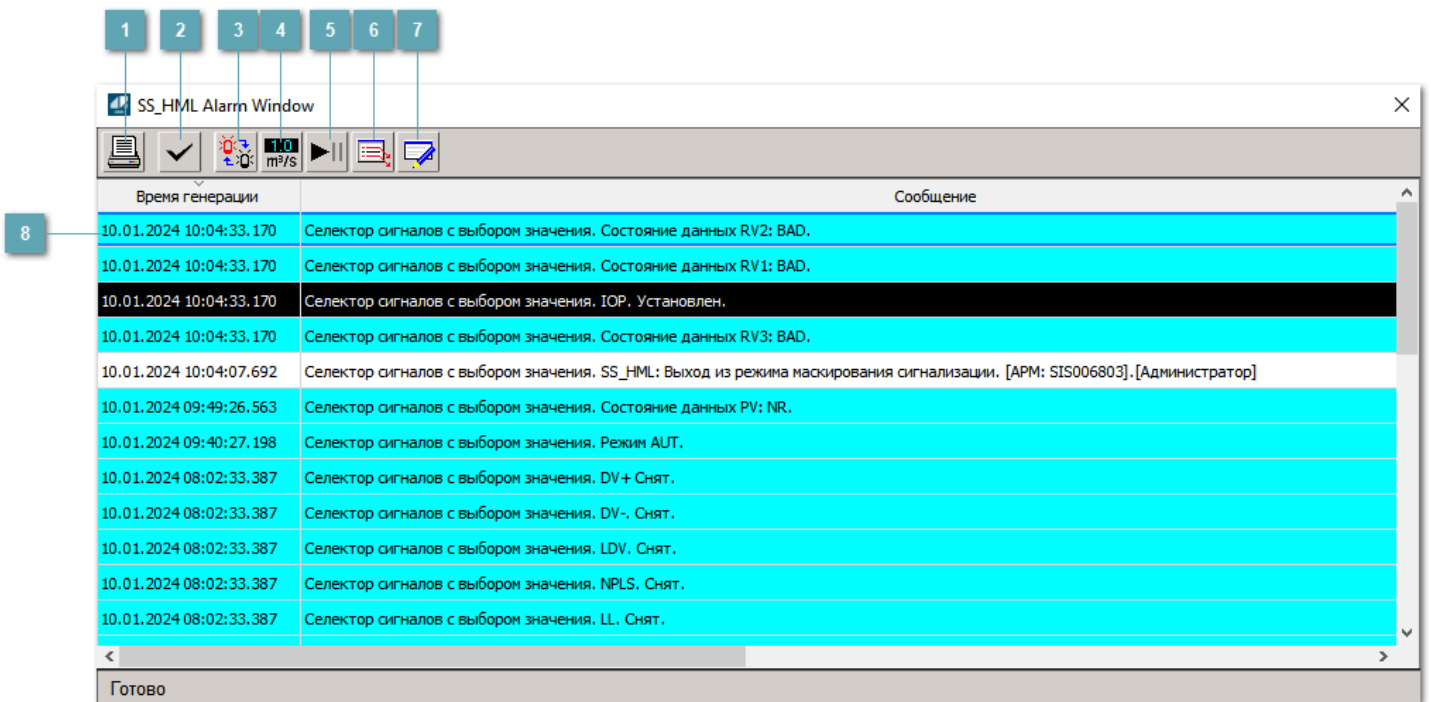 1 2 3 4 5 6 7
SS_HML Alarm Window
1.0
m³/s
Время генерации Сообщение
8
10.01.2024 10:04:33.170 Селектор сигналов с выбором значения. Состояние данных RV2: BAD.
10.01.2024 10:04:33.170 Селектор сигналов с выбором значения. Состояние данных RV1: BAD.
10.01.2024 10:04:33.170 Селектор сигналов с выбором значения. IOP. Установлен.
10.01.2024 10:04:33.170 Селектор сигналов с выбором значения. Состояние данных RV3: BAD.
10.01.2024 10:04:07.692 Селектор сигналов с выбором значения. SS_HML: Выход из режима маскирования сигнализации. [АРМ: SIS006803].[Администратор]
10.01.2024 09:49:26.563 Селектор сигналов с выбором значения. Состояние данных PV: NR.
10.01.2024 09:40:27.198 Селектор сигналов с выбором значения. Режим AUT.
10.01.2024 08:02:33.387 Селектор сигналов с выбором значения. DV+ Снят.
10.01.2024 08:02:33.387 Селектор сигналов с выбором значения. DV-. Снят.
10.01.2024 08:02:33.387 Селектор сигналов с выбором значения. LDV. Снят.
10.01.2024 08:02:33.387 Селектор сигналов с выбором значения. NPLS. Снят.
10.01.2024 08:02:33.387 Селектор сигналов с выбором значения. LL. Снят.
Готово